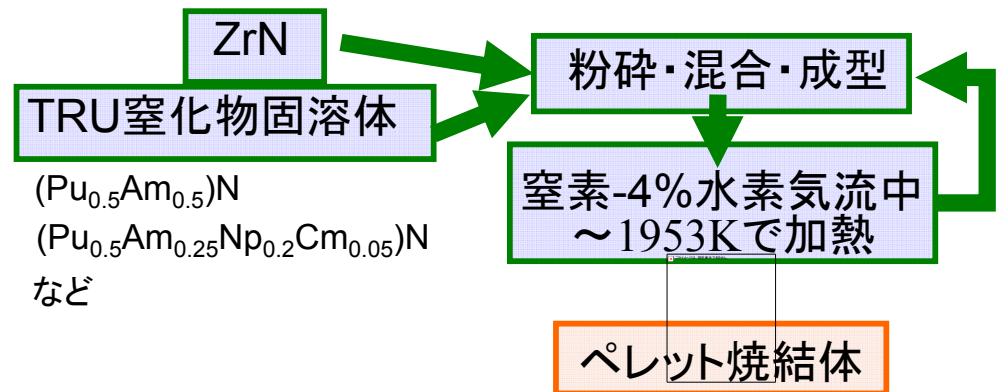 ZrN
TRU窒化物固溶体
(Pu0.5Am0.5)N
(Pu0.5Am0.25Np0.2Cm0.05)N
など
粉砕・混合・成型
窒素-4%水素気流中
～1953Kで加熱
ペレット焼結体